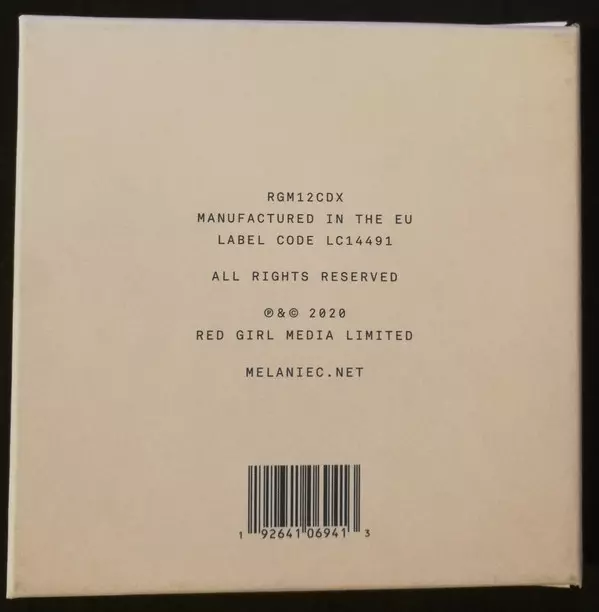 RGM12CDX
MANUFACTURED IN THE EU
LABEL CODE LC14491
ALL RIGHTS RESERVED
℗&© 2020
RED GIRL MEDIA LIMITED
MELANIEC.NET
1 92641 06941 3